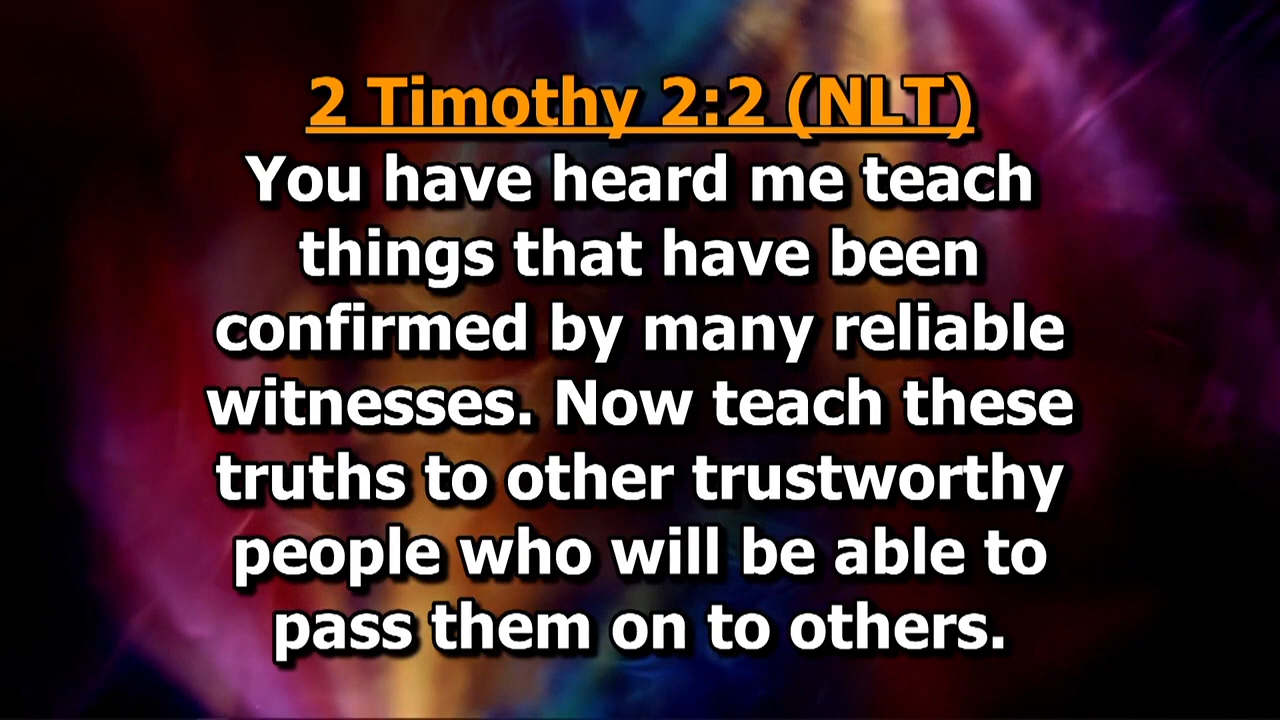 2 Timothy 2:2 (NLT)
You have heard me teach
things that have been
confirmed by many reliable
witnesses. Now teach these
truths to other trustworthy
people who will be able to
pass them on to others.